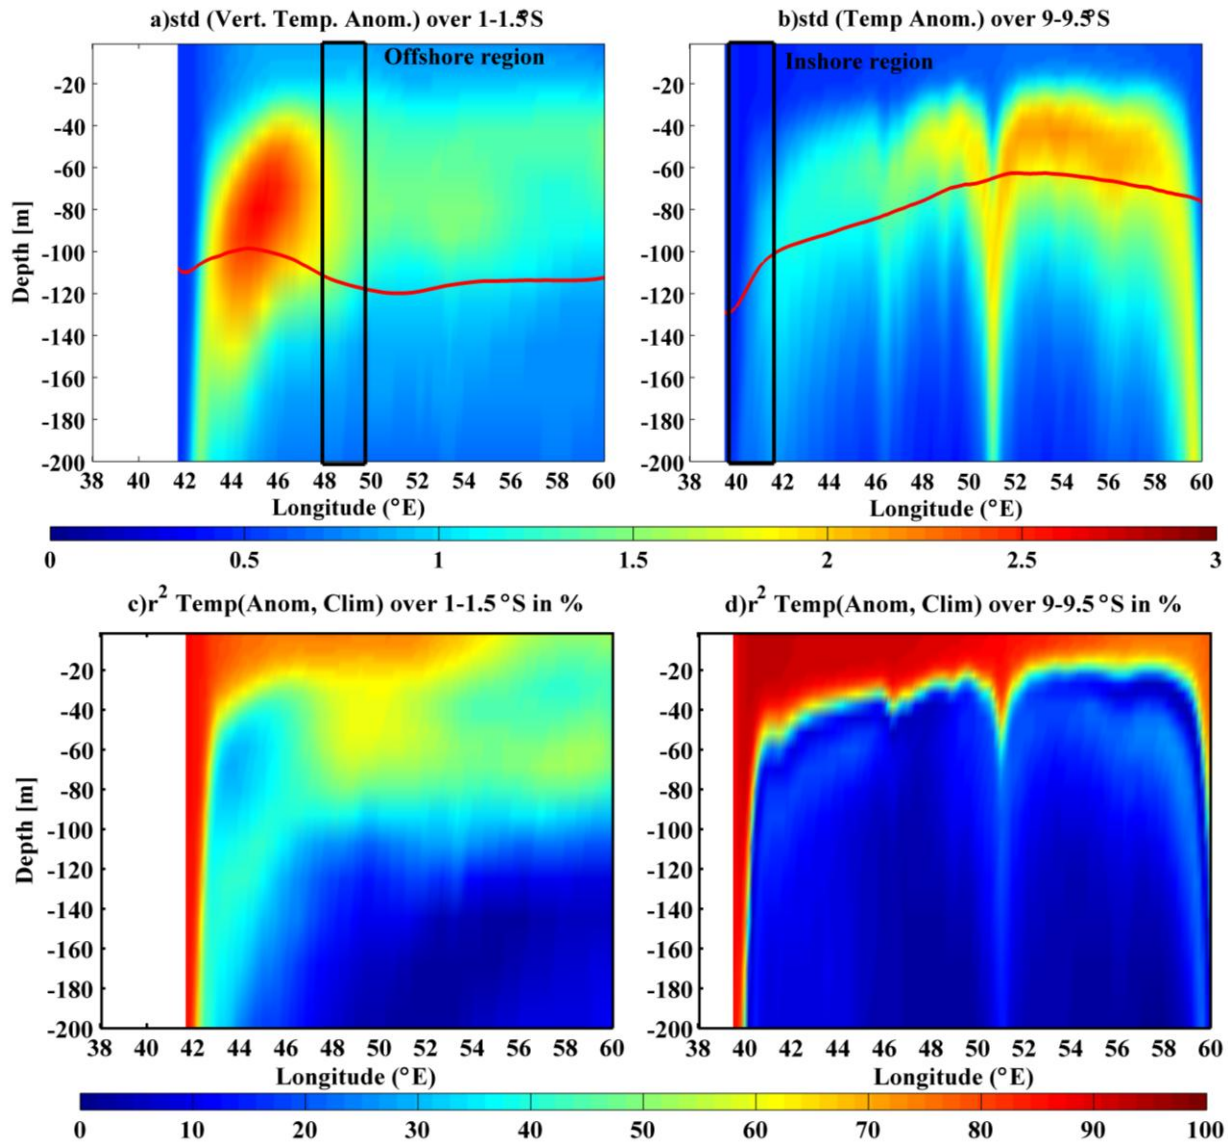 a)std (Vert. Temp. Anom.) over 1-1.5°S
b)std (Temp Anom.) over 9-9.5°S
Offshore region
Inshore region
Depth [m]
-20
-40
-60
-80
-100
-120
-140
-160
-180
-200
-20
-40
-60
-80
-100
-120
-140
-160
-180
-200
38 40 42 44 46 48 50 52 54 56 58 60
38 40 42 44 46 48 50 52 54 56 58 60
Longitude (°E)
Longitude (°E)
0 0.5 1 1.5 2 2.5 3
c)r² Temp(Anom, Clim) over 1-1.5°S in %
d)r² Temp(Anom, Clim) over 9-9.5°S in %
Depth [m]
-20
-40
-60
-80
-100
-120
-140
-160
-180
-200
-20
-40
-60
-80
-100
-120
-140
-160
-180
-200
38 40 42 44 46 48 50 52 54 56 58 60
38 40 42 44 46 48 50 52 54 56 58 60
Longitude (°E)
Longitude (°E)
0 10 20 30 40 50 60 70 80 90 100